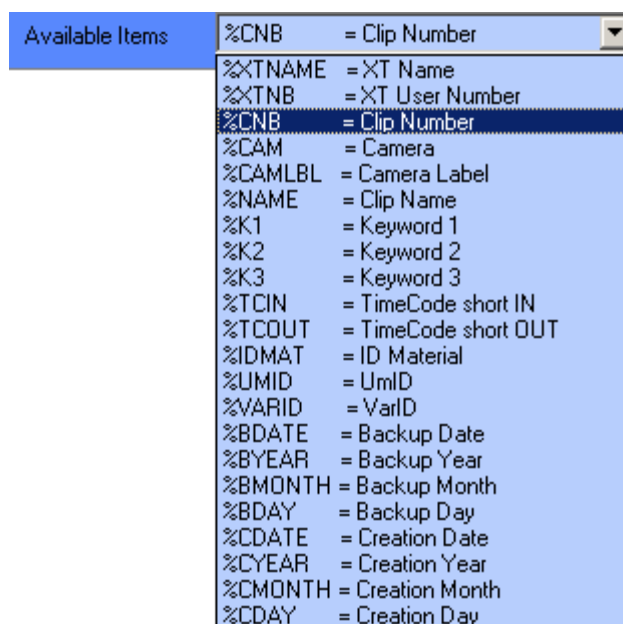 Available Items
%CNB = Clip Number
%XTNAME = XT Name
%XTNB = XT User Number
%CNB = Clip Number
%CAM = Camera
%CAMLBL = Camera Label
%NAME = Clip Name
%K1 = Keyword 1
%K2 = Keyword 2
%K3 = Keyword 3
%TCIN = TimeCode short IN
%TCOUT = TimeCode short OUT
%IDMAT = ID Material
%UMID = UmID
%VARID = VarID
%BDATE = Backup Date
%BYEAR = Backup Year
%BMONTH = Backup Month
%BDAY = Backup Day
%CDATE = Creation Date
%CYEAR = Creation Year
%CMONTH = Creation Month
%CDAY = Creation Day